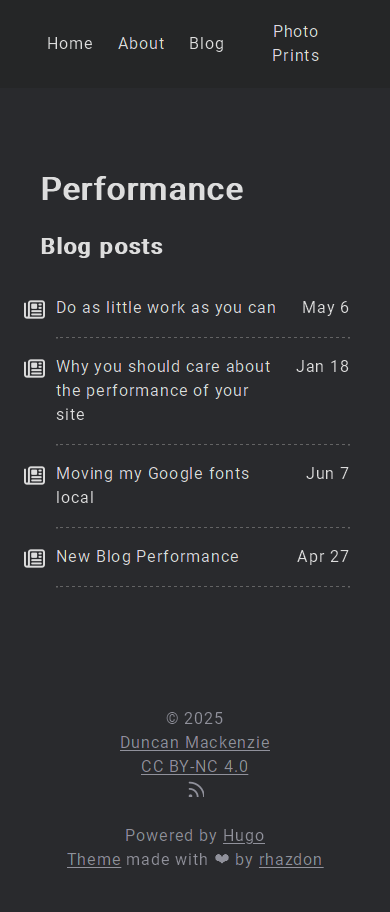 Home About Blog Photo
Prints
Performance
Blog posts
Do as little work as you can May 6
Why you should care about Jan 18
the performance of your
site
Moving my Google fonts Jun 7
local
New Blog Performance Apr 27
© 2025
Duncan Mackenzie
CC BY-NC 4.0
Powered by Hugo
Theme made with ❤ by rhazdon